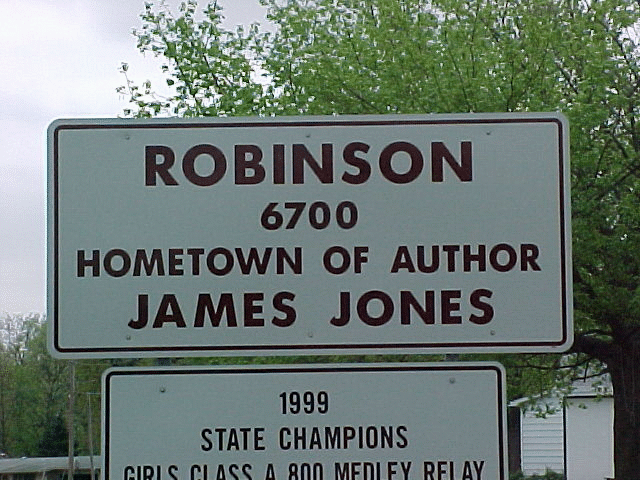 ROBINSON
6700
HOMETOWN OF AUTHOR
JAMES JONES
1999
STATE CHAMPIONS
GIRLS CLASS A 800 MEDLEY RELAY